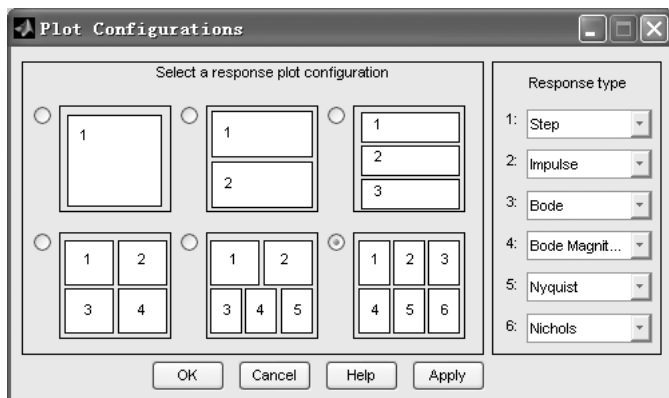 Plot Configurations
Select a response plot configuration
1
1
2
1
2
3
1 2
3 4
1 2
3 4 5
1 2 3
4 5 6
Response type
1: Step
2: Impulse
3: Bode
4: Bode Magnit...
5: Nyquist
6: Nichols
OK Cancel Help Apply